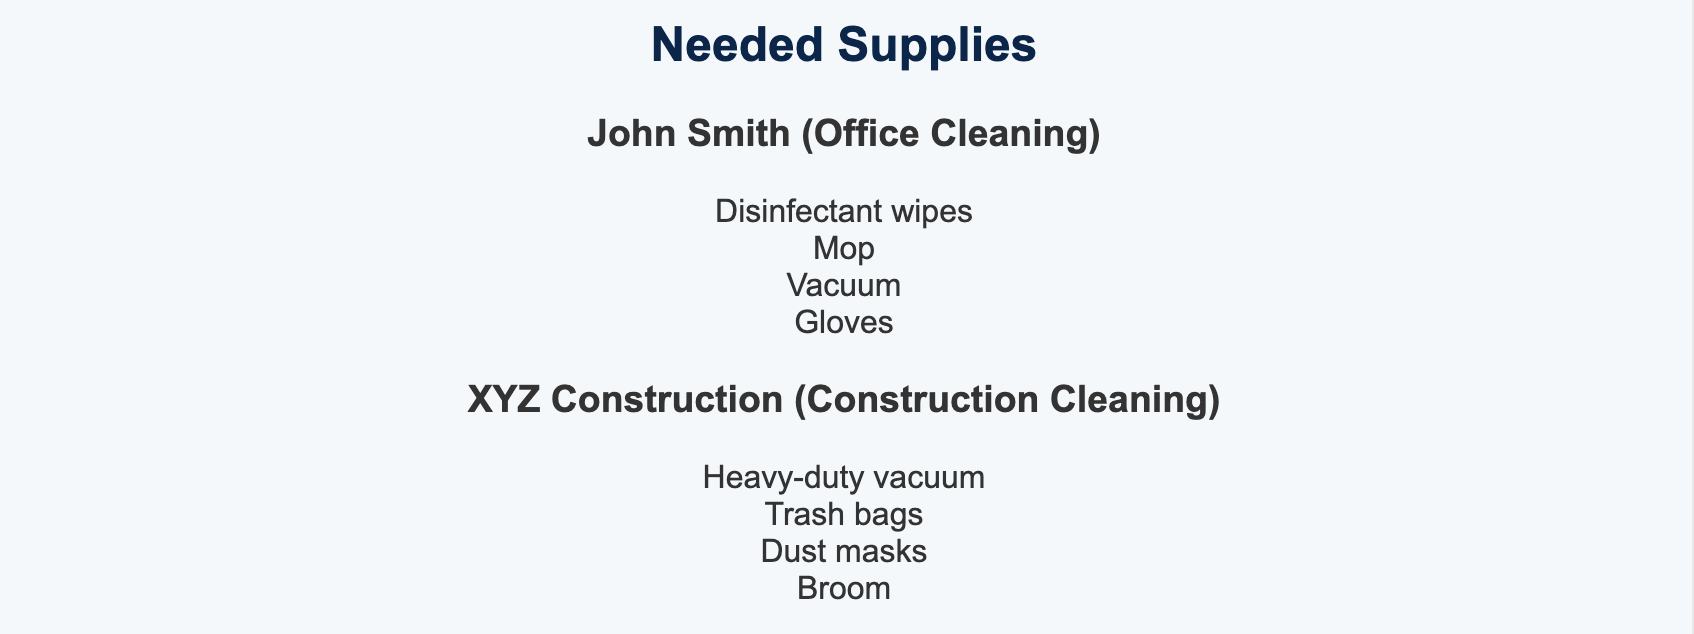 Needed Supplies
John Smith (Office Cleaning)
Disinfectant wipes
Mop
Vacuum
Gloves
XYZ Construction (Construction Cleaning)
Heavy-duty vacuum
Trash bags
Dust masks
Broom